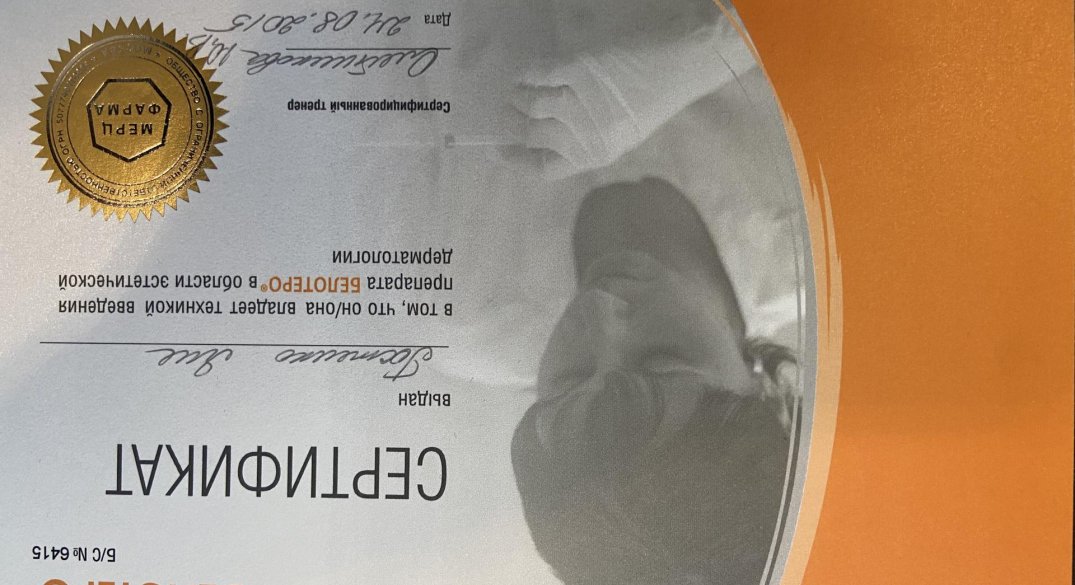 Б/С № 6415
СЕРТИФИКАТ
выдан
Яне
в том, что он/она владеет техникой введения
препарата БЕЛОТЕРО® в области эстетической
дерматологии
Сертифицированный тренер
Дата 24.08.2015
МЕРЦ
ФАРМА